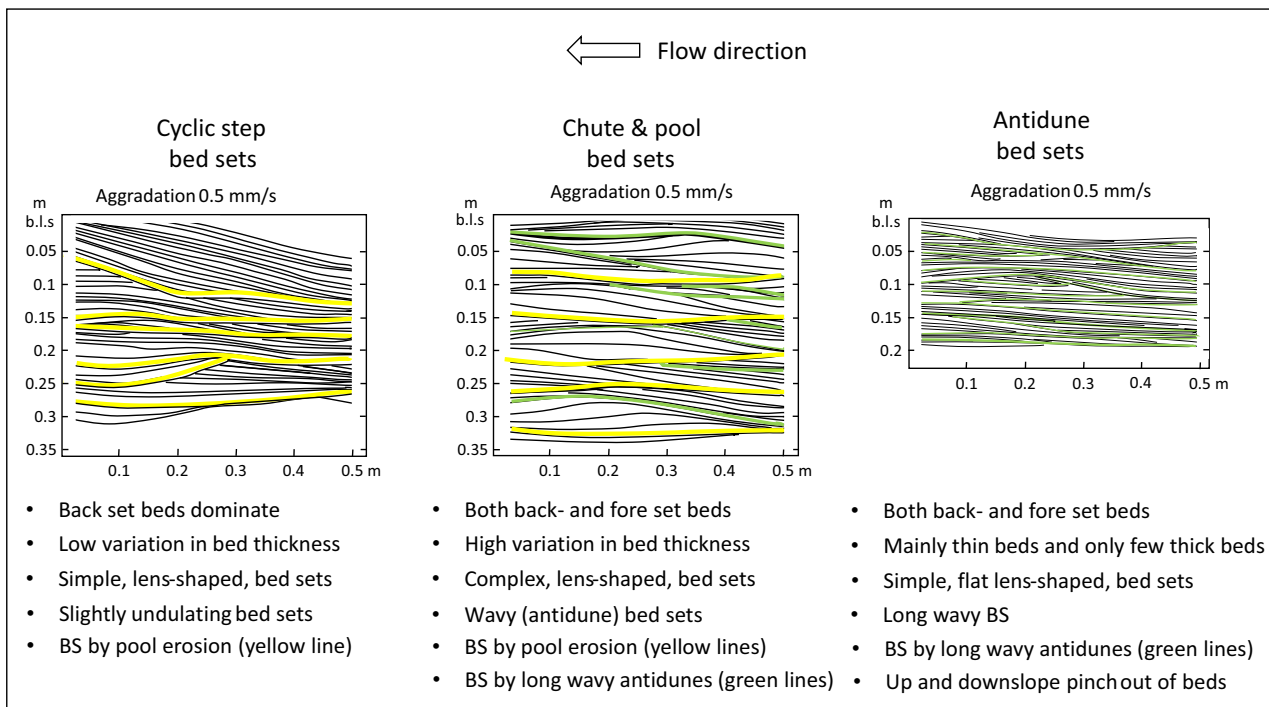 Flow direction
Cyclic step
bed sets
Aggradation 0.5 mm/s
m
b.l.s
0.05
0.1
0.15
0.2
0.25
0.3
0.35
0.1 0.2 0.3 0.4 0.5 m
• Back set beds dominate
• Low variation in bed thickness
• Simple, lens-shaped, bed sets
• Slightly undulating bed sets
• BS by pool erosion (yellow line)
Chute & pool
bed sets
Aggradation 0.5 mm/s
m
b.l.s
0.05
0.1
0.15
0.2
0.25
0.3
0.35
0.1 0.2 0.3 0.4 0.5 m
• Both back- and fore set beds
• High variation in bed thickness
• Complex, lens-shaped, bed sets
• Wavy (antidune) bed sets
• BS by pool erosion (yellow lines)
• BS by long wavy antidunes (green lines)
Antidune
bed sets
Aggradation 0.5 mm/s
m
b.l.s
0.05
0.1
0.15
0.2
0.1 0.2 0.3 0.4 0.5 m
• Both back- and fore set beds
• Mainly thin beds and only few thick beds
• Simple, flat lens-shaped, bed sets
• Long wavy BS
• BS by long wavy antidunes (green lines)
• Up and downslope pinch out of beds